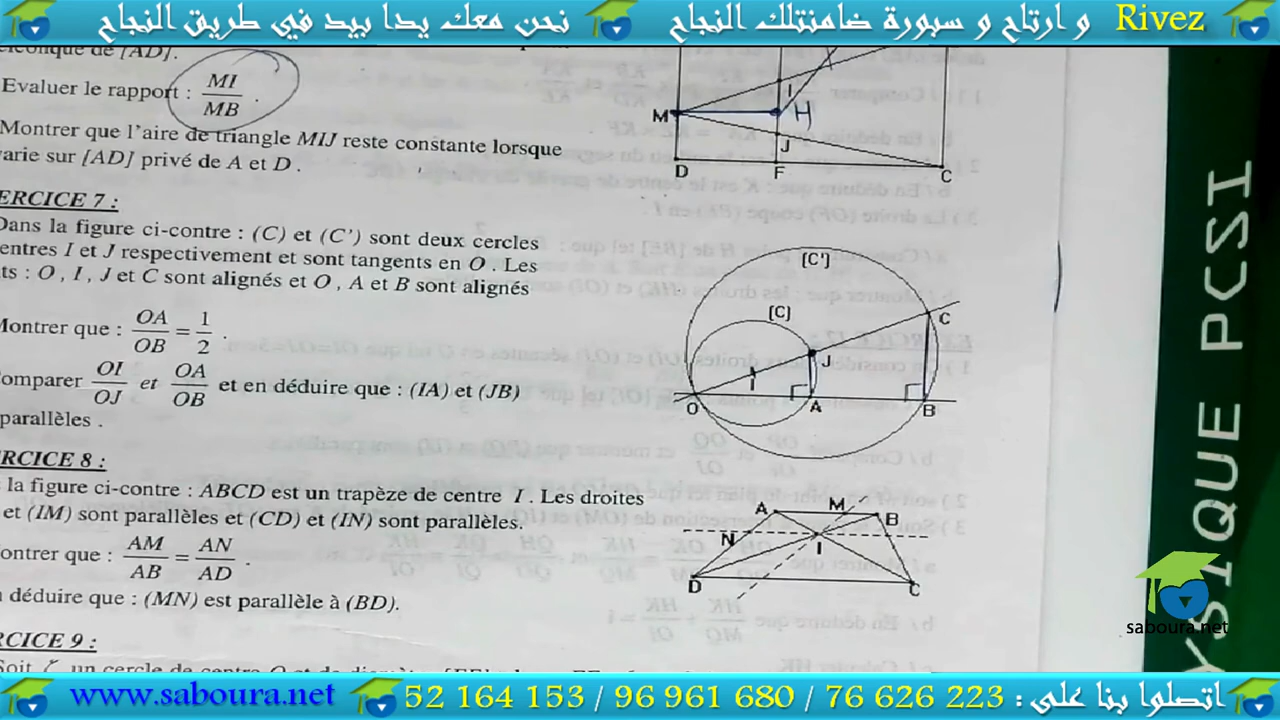 نحن معك يدا بيد في طريق النجاح و ارتاح و سبورة ضامنتلك النجاح Rivez
de [AD].
Evaluer le rapport : MI/MB .
Montrer que l'aire de triangle MIJ reste constante lorsque
varie sur [AD] privé de A et D .
M I H J D F C
ERCICE 7 :
Dans la figure ci-contre : (C) et (C') sont deux cercles
entres I et J respectivement et sont tangents en O . Les
ts : O , I , J et C sont alignés et O , A et B sont alignés
Montrer que : OA/OB = 1/2 .
omparer OI/OJ et OA/OB et en déduire que : (IA) et (JB)
parallèles .
[C'] [C] C J I O A B
RCICE 8 :
la figure ci-contre : ABCD est un trapèze de centre I . Les droites
et (IM) sont parallèles et (CD) et (IN) sont parallèles.
ontrer que : AM/AB = AN/AD .
déduire que : (MN) est parallèle à (BD).
A M B N I D C
RCICE 9 :
YSIQUE PCSI
saboura.net
www.saboura.net 52 164 153 / 96 961 680 / 76 626 223 : اتصلوا بنا على